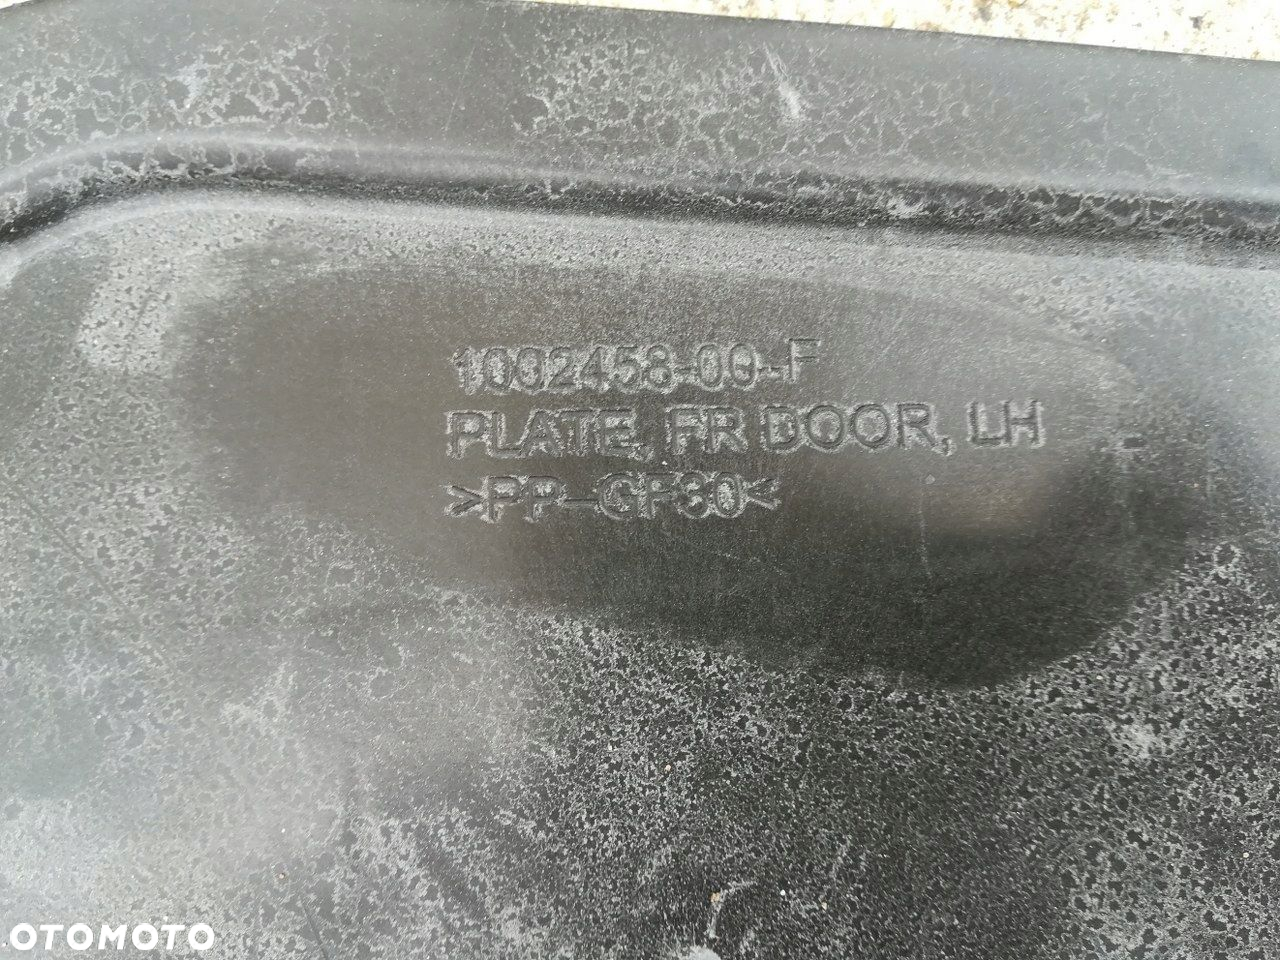 1002458-00-F
PLATE, FR DOOR, LH
>PP-GF30<
OTOMOTO